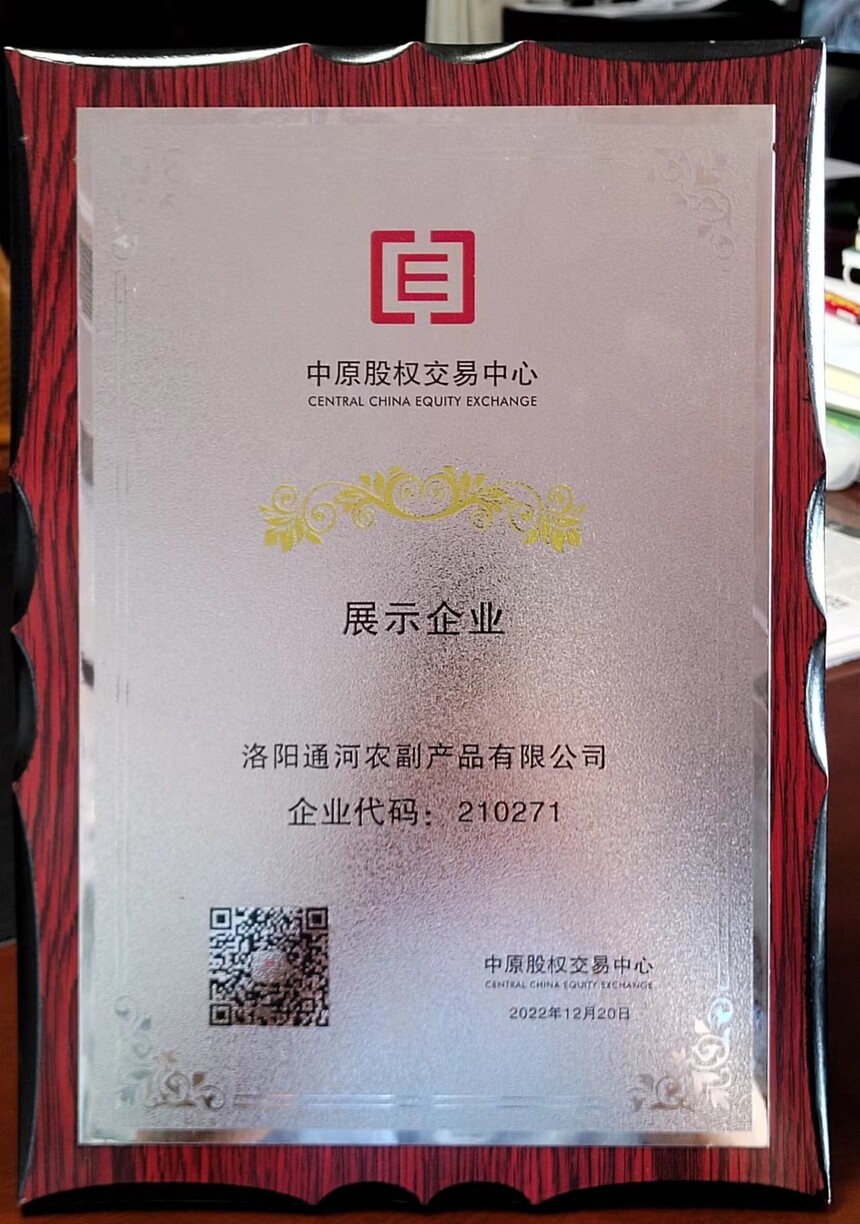 中原股权交易中心
CENTRAL CHINA EQUITY EXCHANGE
展示企业
洛阳通河农副产品有限公司
企业代码：210271
中原股权交易中心
CENTRAL CHINA EQUITY EXCHANGE
2022年12月20日